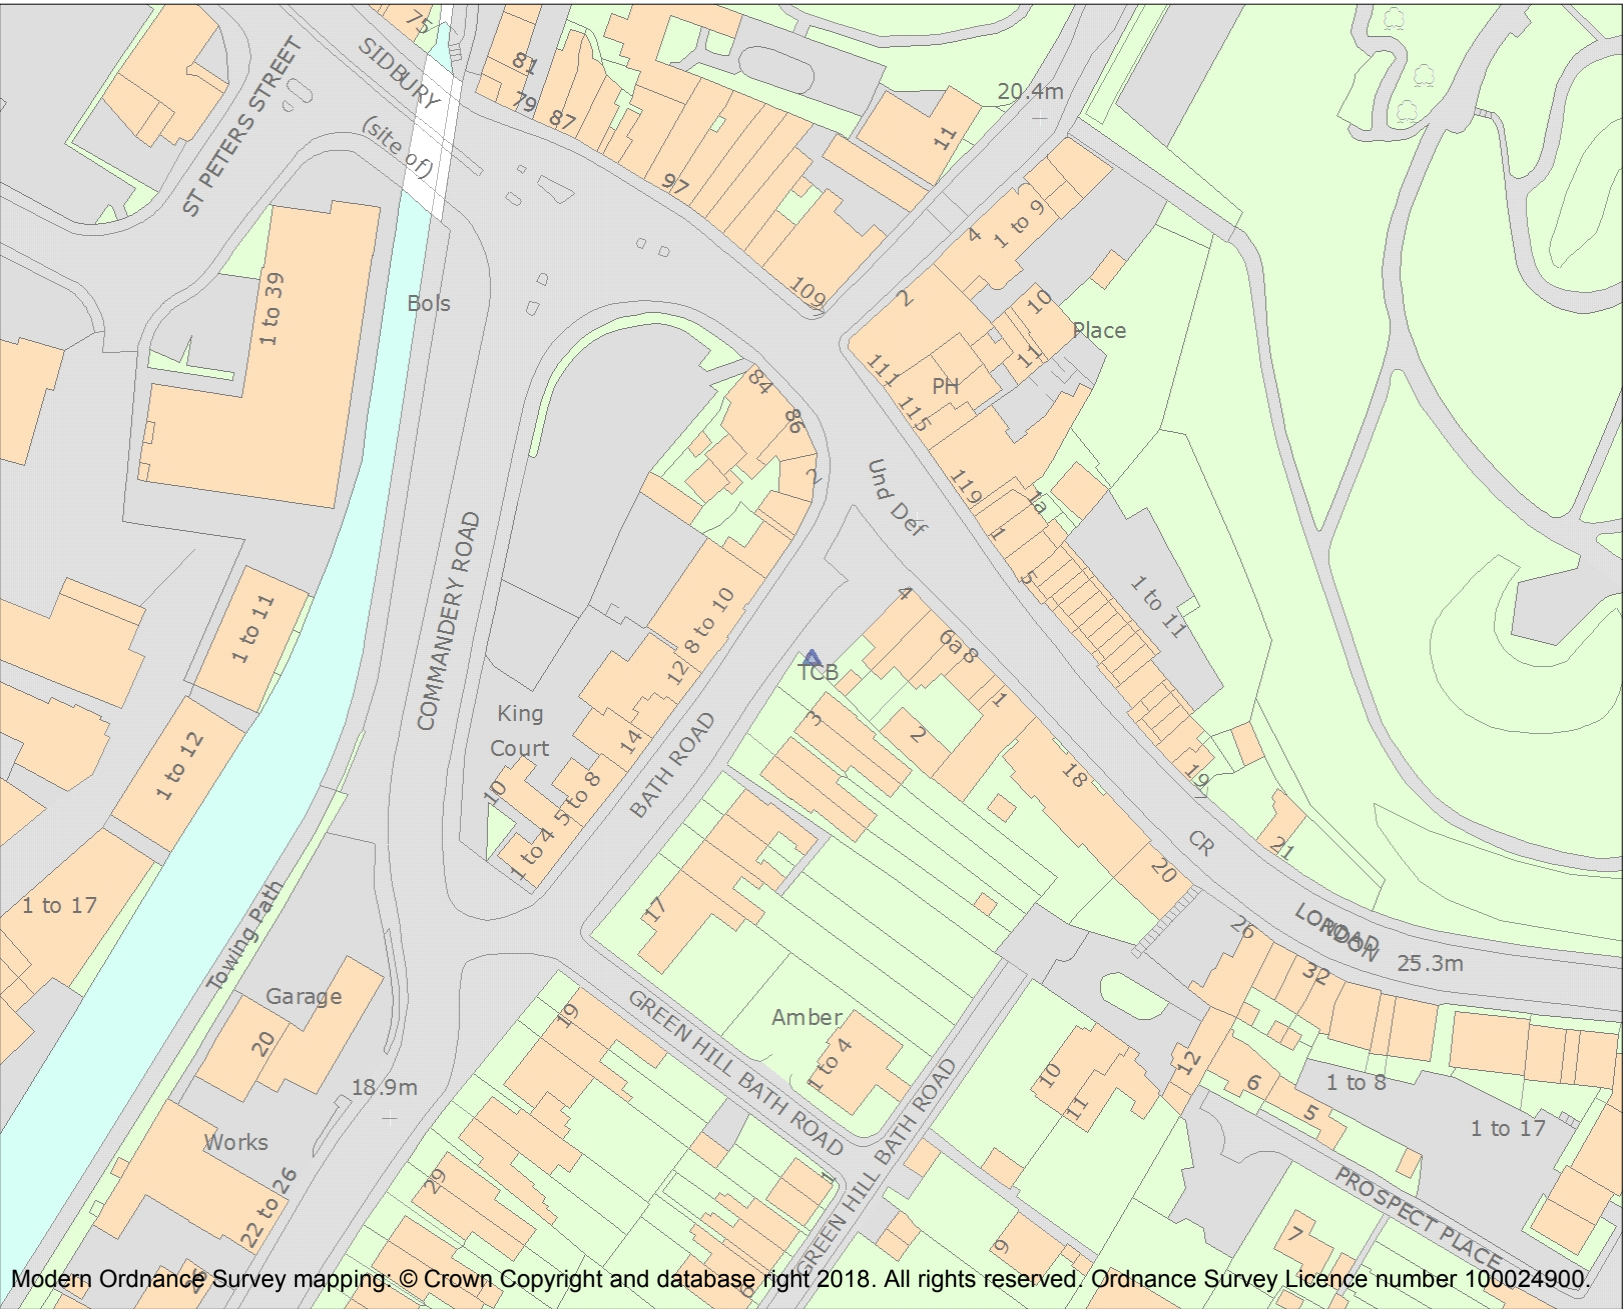 75
SIDBURY
81
79
87
ST PETERS STREET
(site of)
97
20.4m
11
1 to 9
4
109
2
1 to 39
Bols
10
Place
11
111
PH
115
84
86
2
119
1a
Und Def
1
5
1 to 11
COMMANDERY ROAD
1 to 11
8 to 10
12
4
6a
8
TCB
King
Court
14
BATH ROAD
3
2
1
18
19
1 to 12
10
5 to 8
1 to 4
CR
21
20
1 to 17
Towing Path
17
26
LONDON
ROAD
25.3m
32
Garage
20
19
GREEN HILL BATH ROAD
Amber
1 to 4
18.9m
10
11
12
6
1 to 8
5
1 to 17
Works
22 to 26
29
1
GREEN HILL BATH ROAD
9
7
PROSPECT PLACE
Modern Ordnance Survey mapping: © Crown Copyright and database right 2018. All rights reserved. Ordnance Survey Licence number 100024900.